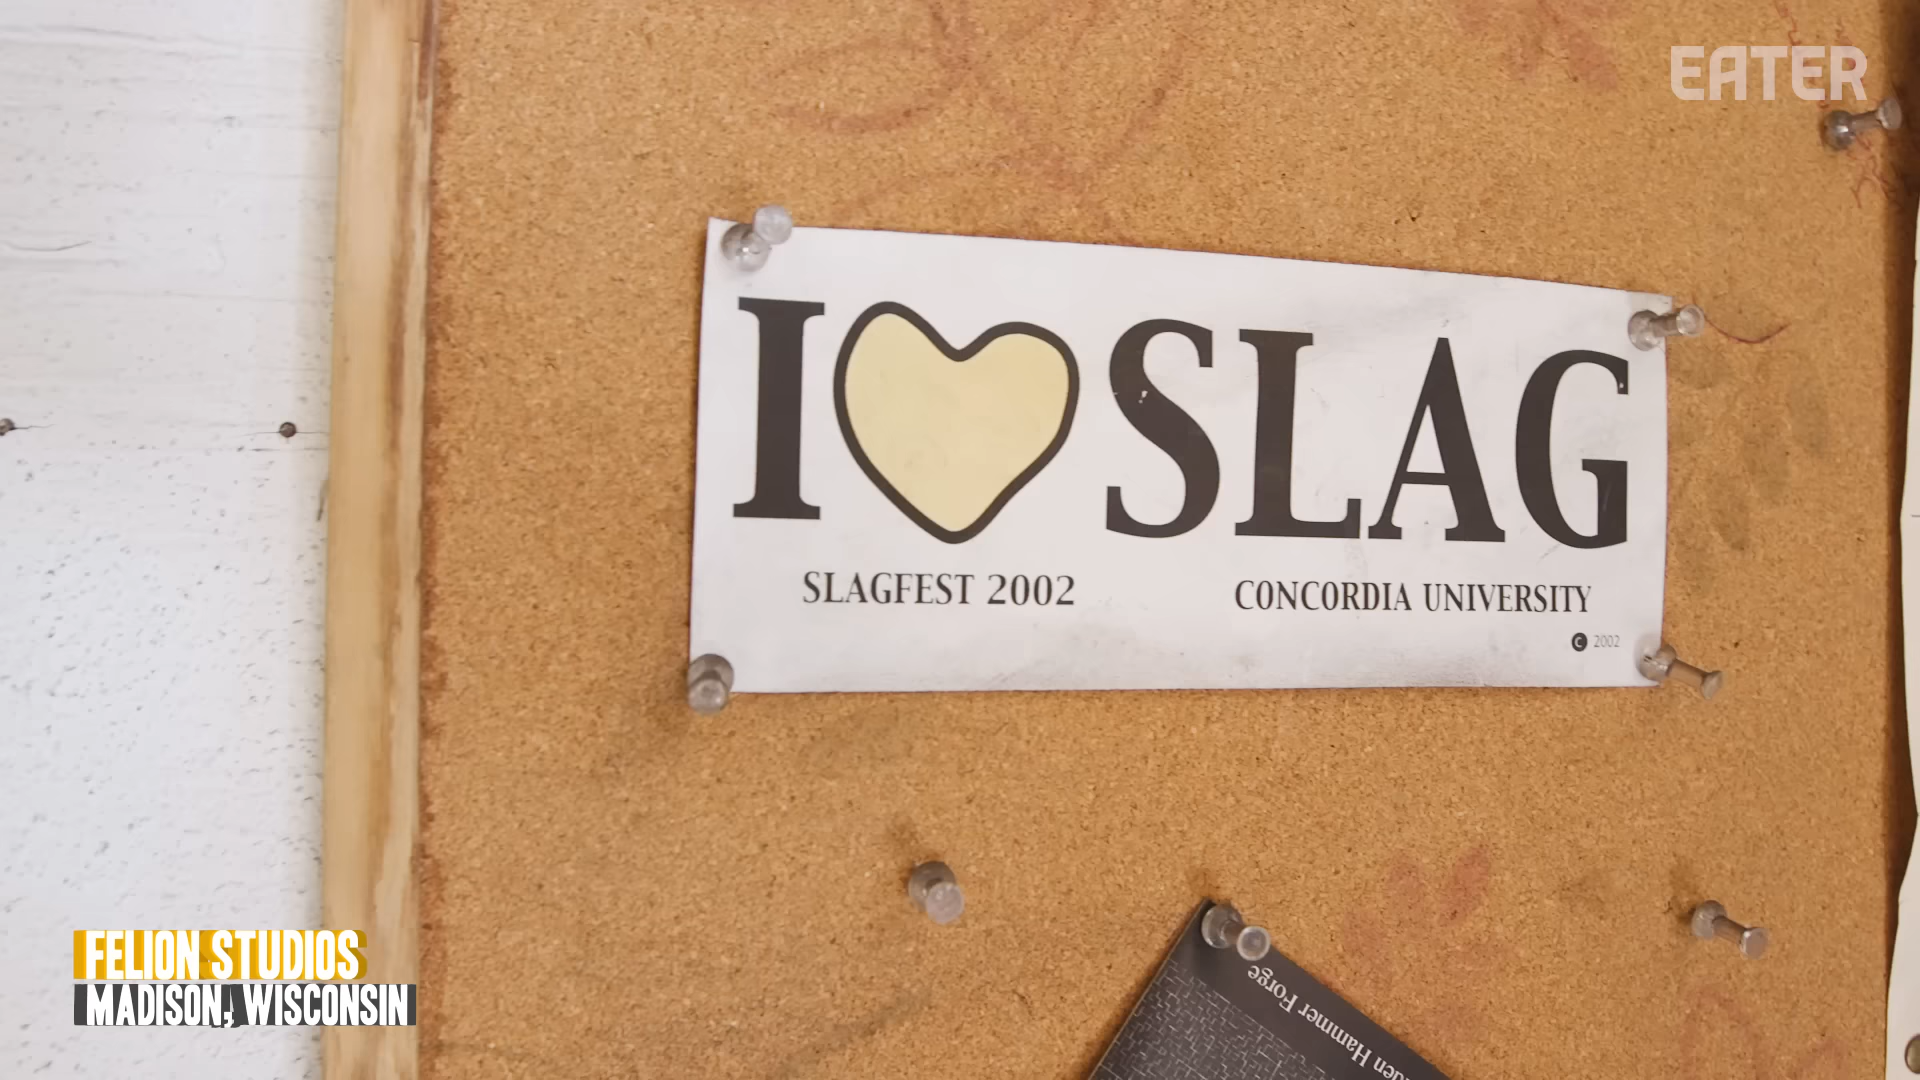 EATER
I SLAG
SLAGFEST 2002 CONCORDIA UNIVERSITY
C 2002
Hammer Forge
FELION STUDIOS
MADISON, WISCONSIN